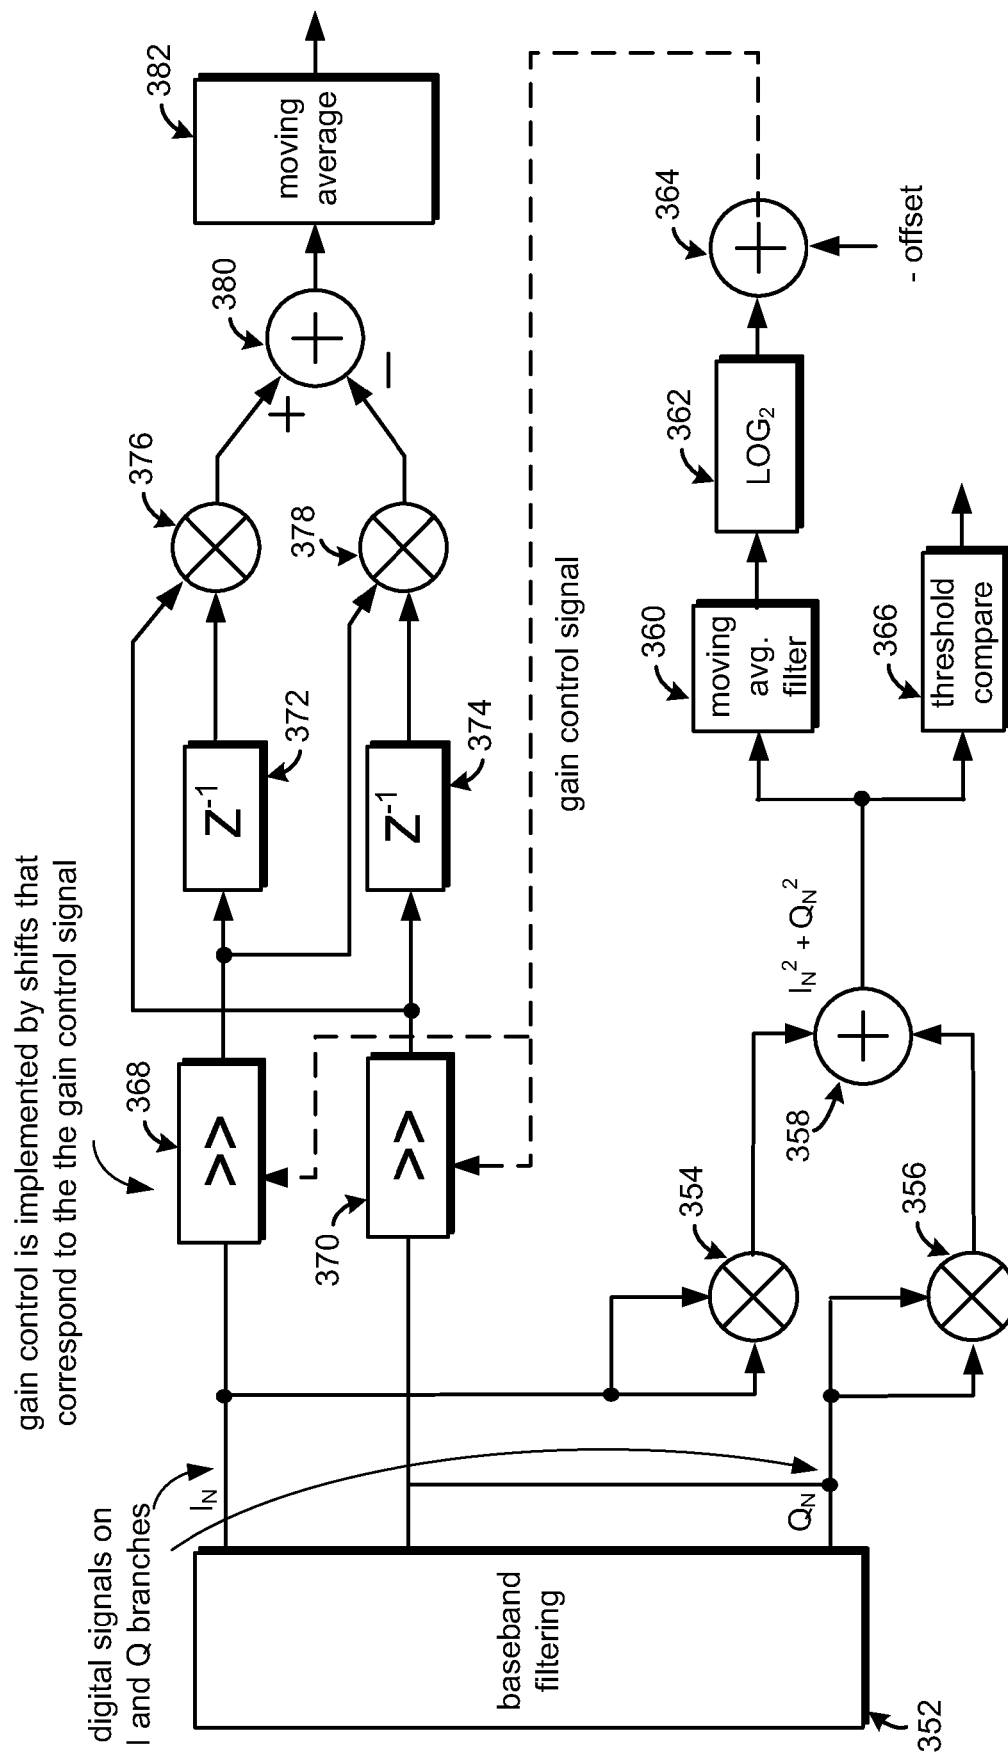 gain control is implemented by shifts that
correspond to the the gain control signal
digital signals on
I and Q branches
I_N
Q_N
baseband
filtering
352
368
>>
370
>>
Z^-1
372
Z^-1
374
376
378
380
+
−
moving
average
382
gain control signal
354
356
358
I_N^2 + Q_N^2
moving
avg.
filter
360
LOG_2
362
364
- offset
threshold
compare
366